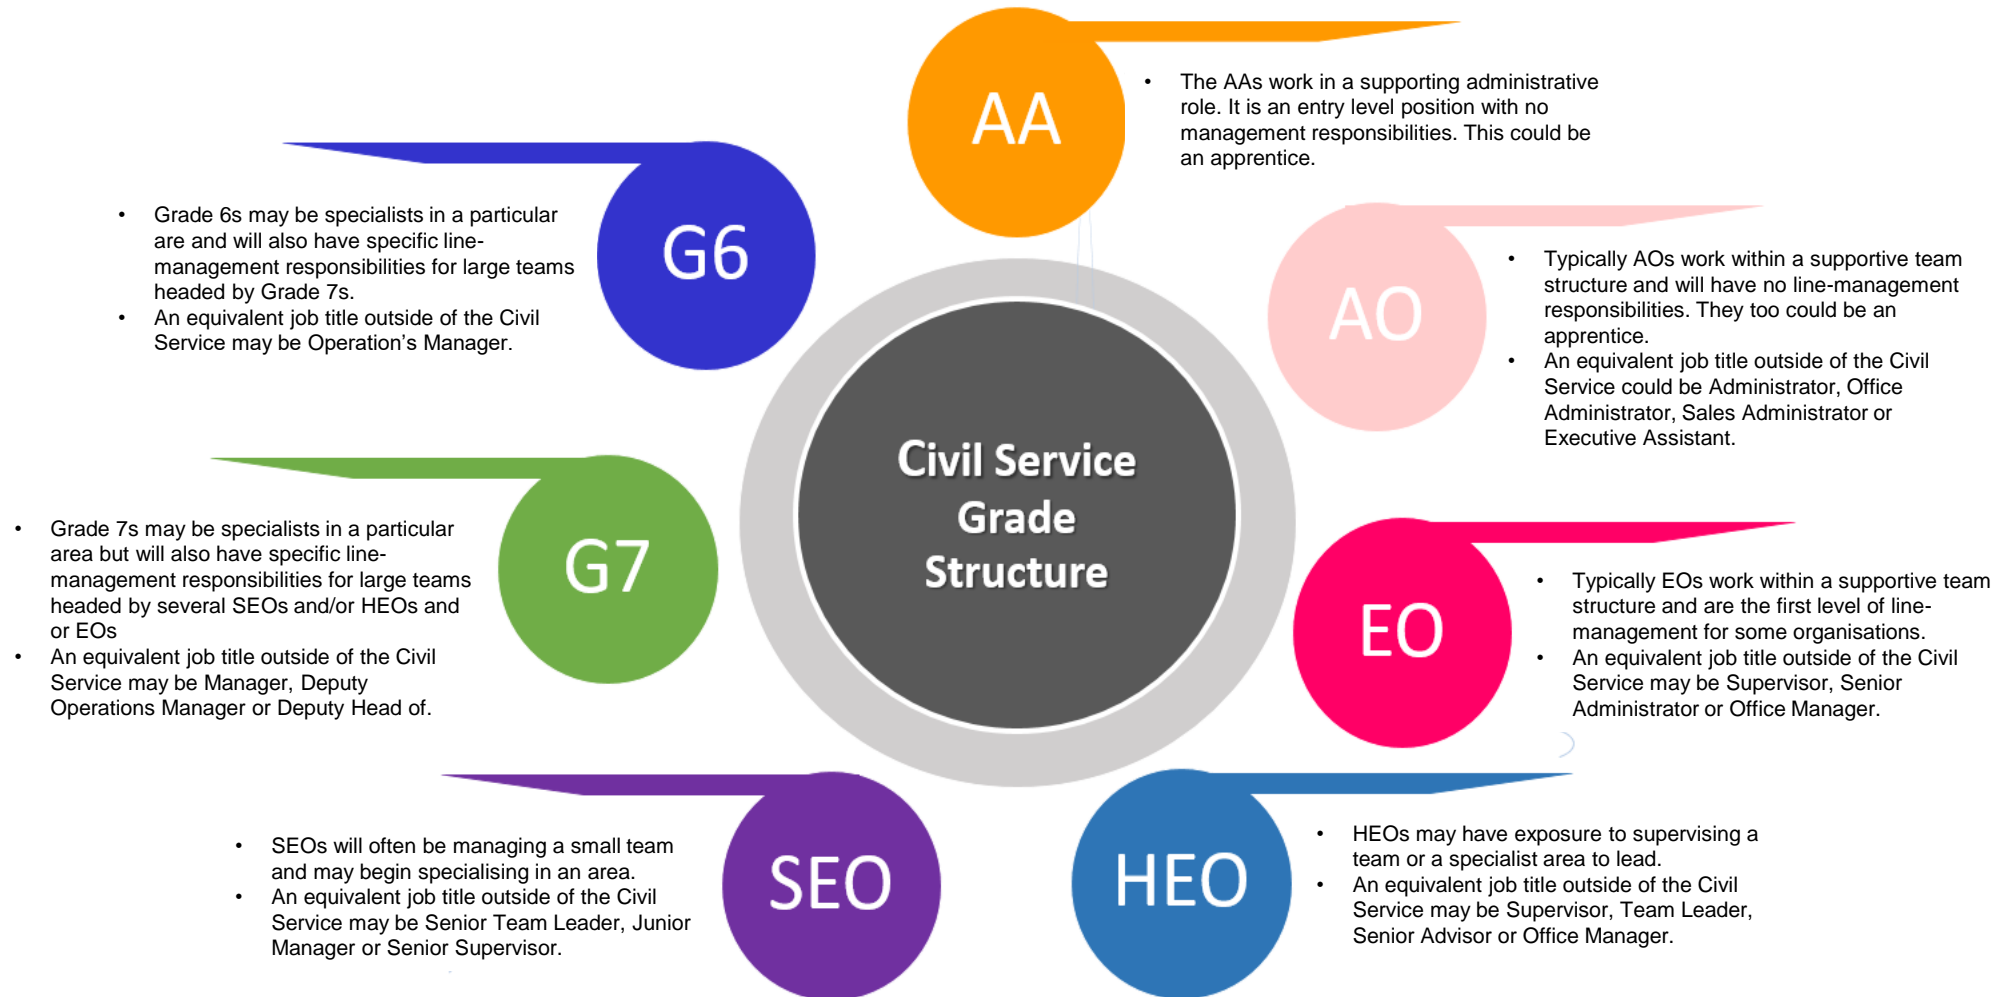 AA
• The AAs work in a supporting administrative
role. It is an entry level position with no
management responsibilities. This could be
an apprentice.
AO
• Typically AOs work within a supportive team
structure and will have no line-management
responsibilities. They too could be an
apprentice.
• An equivalent job title outside of the Civil
Service could be Administrator, Office
Administrator, Sales Administrator or
Executive Assistant.
EO
• Typically EOs work within a supportive team
structure and are the first level of line-
management for some organisations.
• An equivalent job title outside of the Civil
Service may be Supervisor, Senior
Administrator or Office Manager.
HEO
• HEOs may have exposure to supervising a
team or a specialist area to lead.
• An equivalent job title outside of the Civil
Service may be Supervisor, Team Leader,
Senior Advisor or Office Manager.
SEO
• SEOs will often be managing a small team
and may begin specialising in an area.
• An equivalent job title outside of the Civil
Service may be Senior Team Leader, Junior
Manager or Senior Supervisor.
G7
• Grade 7s may be specialists in a particular
area but will also have specific line-
management responsibilities for large teams
headed by several SEOs and/or HEOs and
or EOs
• An equivalent job title outside of the Civil
Service may be Manager, Deputy
Operations Manager or Deputy Head of.
G6
• Grade 6s may be specialists in a particular
are and will also have specific line-
management responsibilities for large teams
headed by Grade 7s.
• An equivalent job title outside of the Civil
Service may be Operation’s Manager.
Civil Service
Grade
Structure